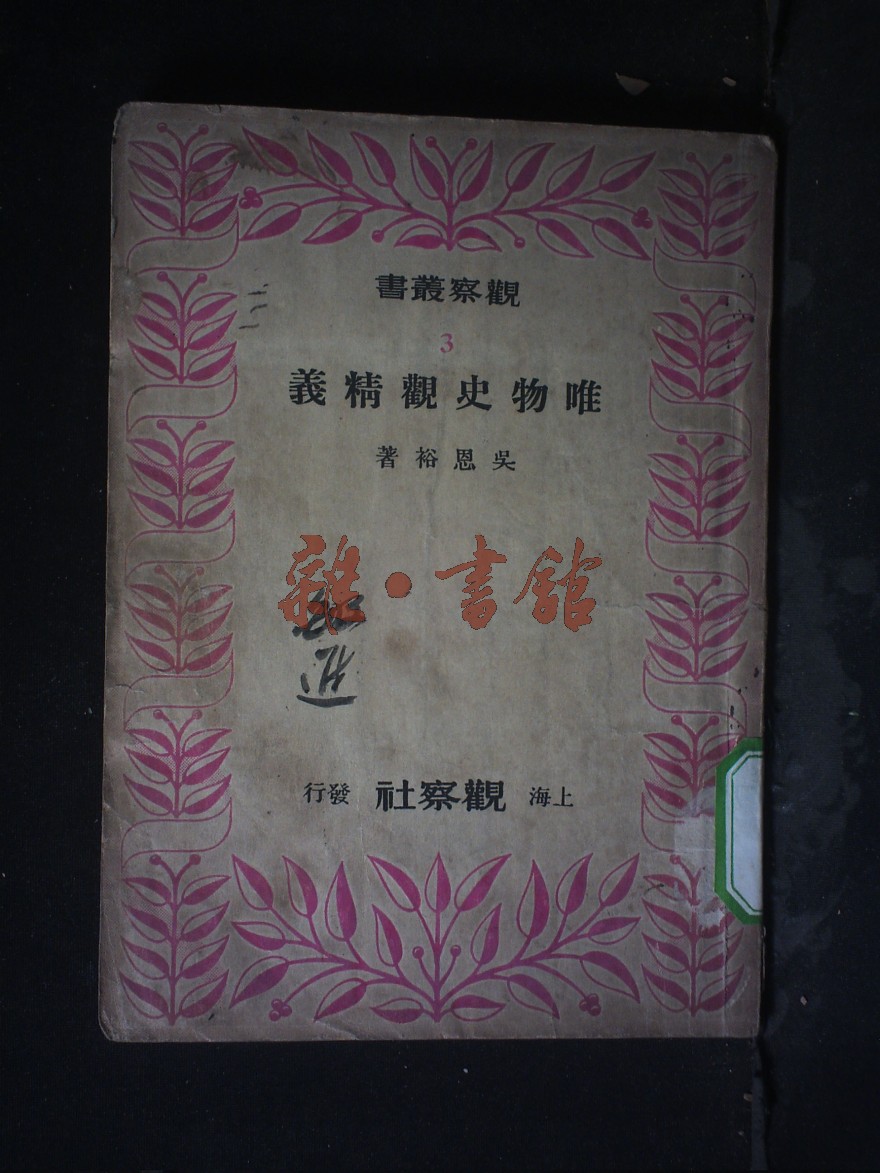 觀察叢書
3
唯物史觀精義
吳恩裕著
雜·書館
上海 觀察社 發行